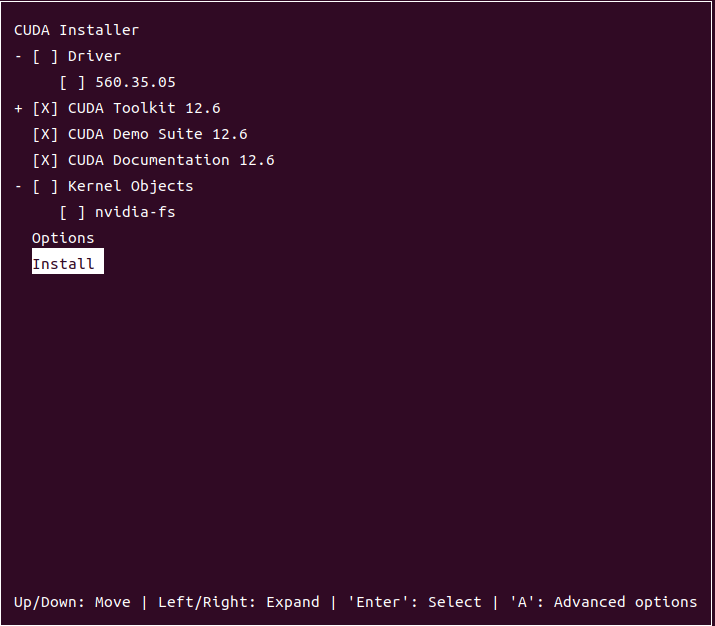 CUDA Installer
- [ ] Driver
[ ] 560.35.05
+ [X] CUDA Toolkit 12.6
[X] CUDA Demo Suite 12.6
[X] CUDA Documentation 12.6
- [ ] Kernel Objects
[ ] nvidia-fs
Options
Install
Up/Down: Move | Left/Right: Expand | 'Enter': Select | 'A': Advanced options